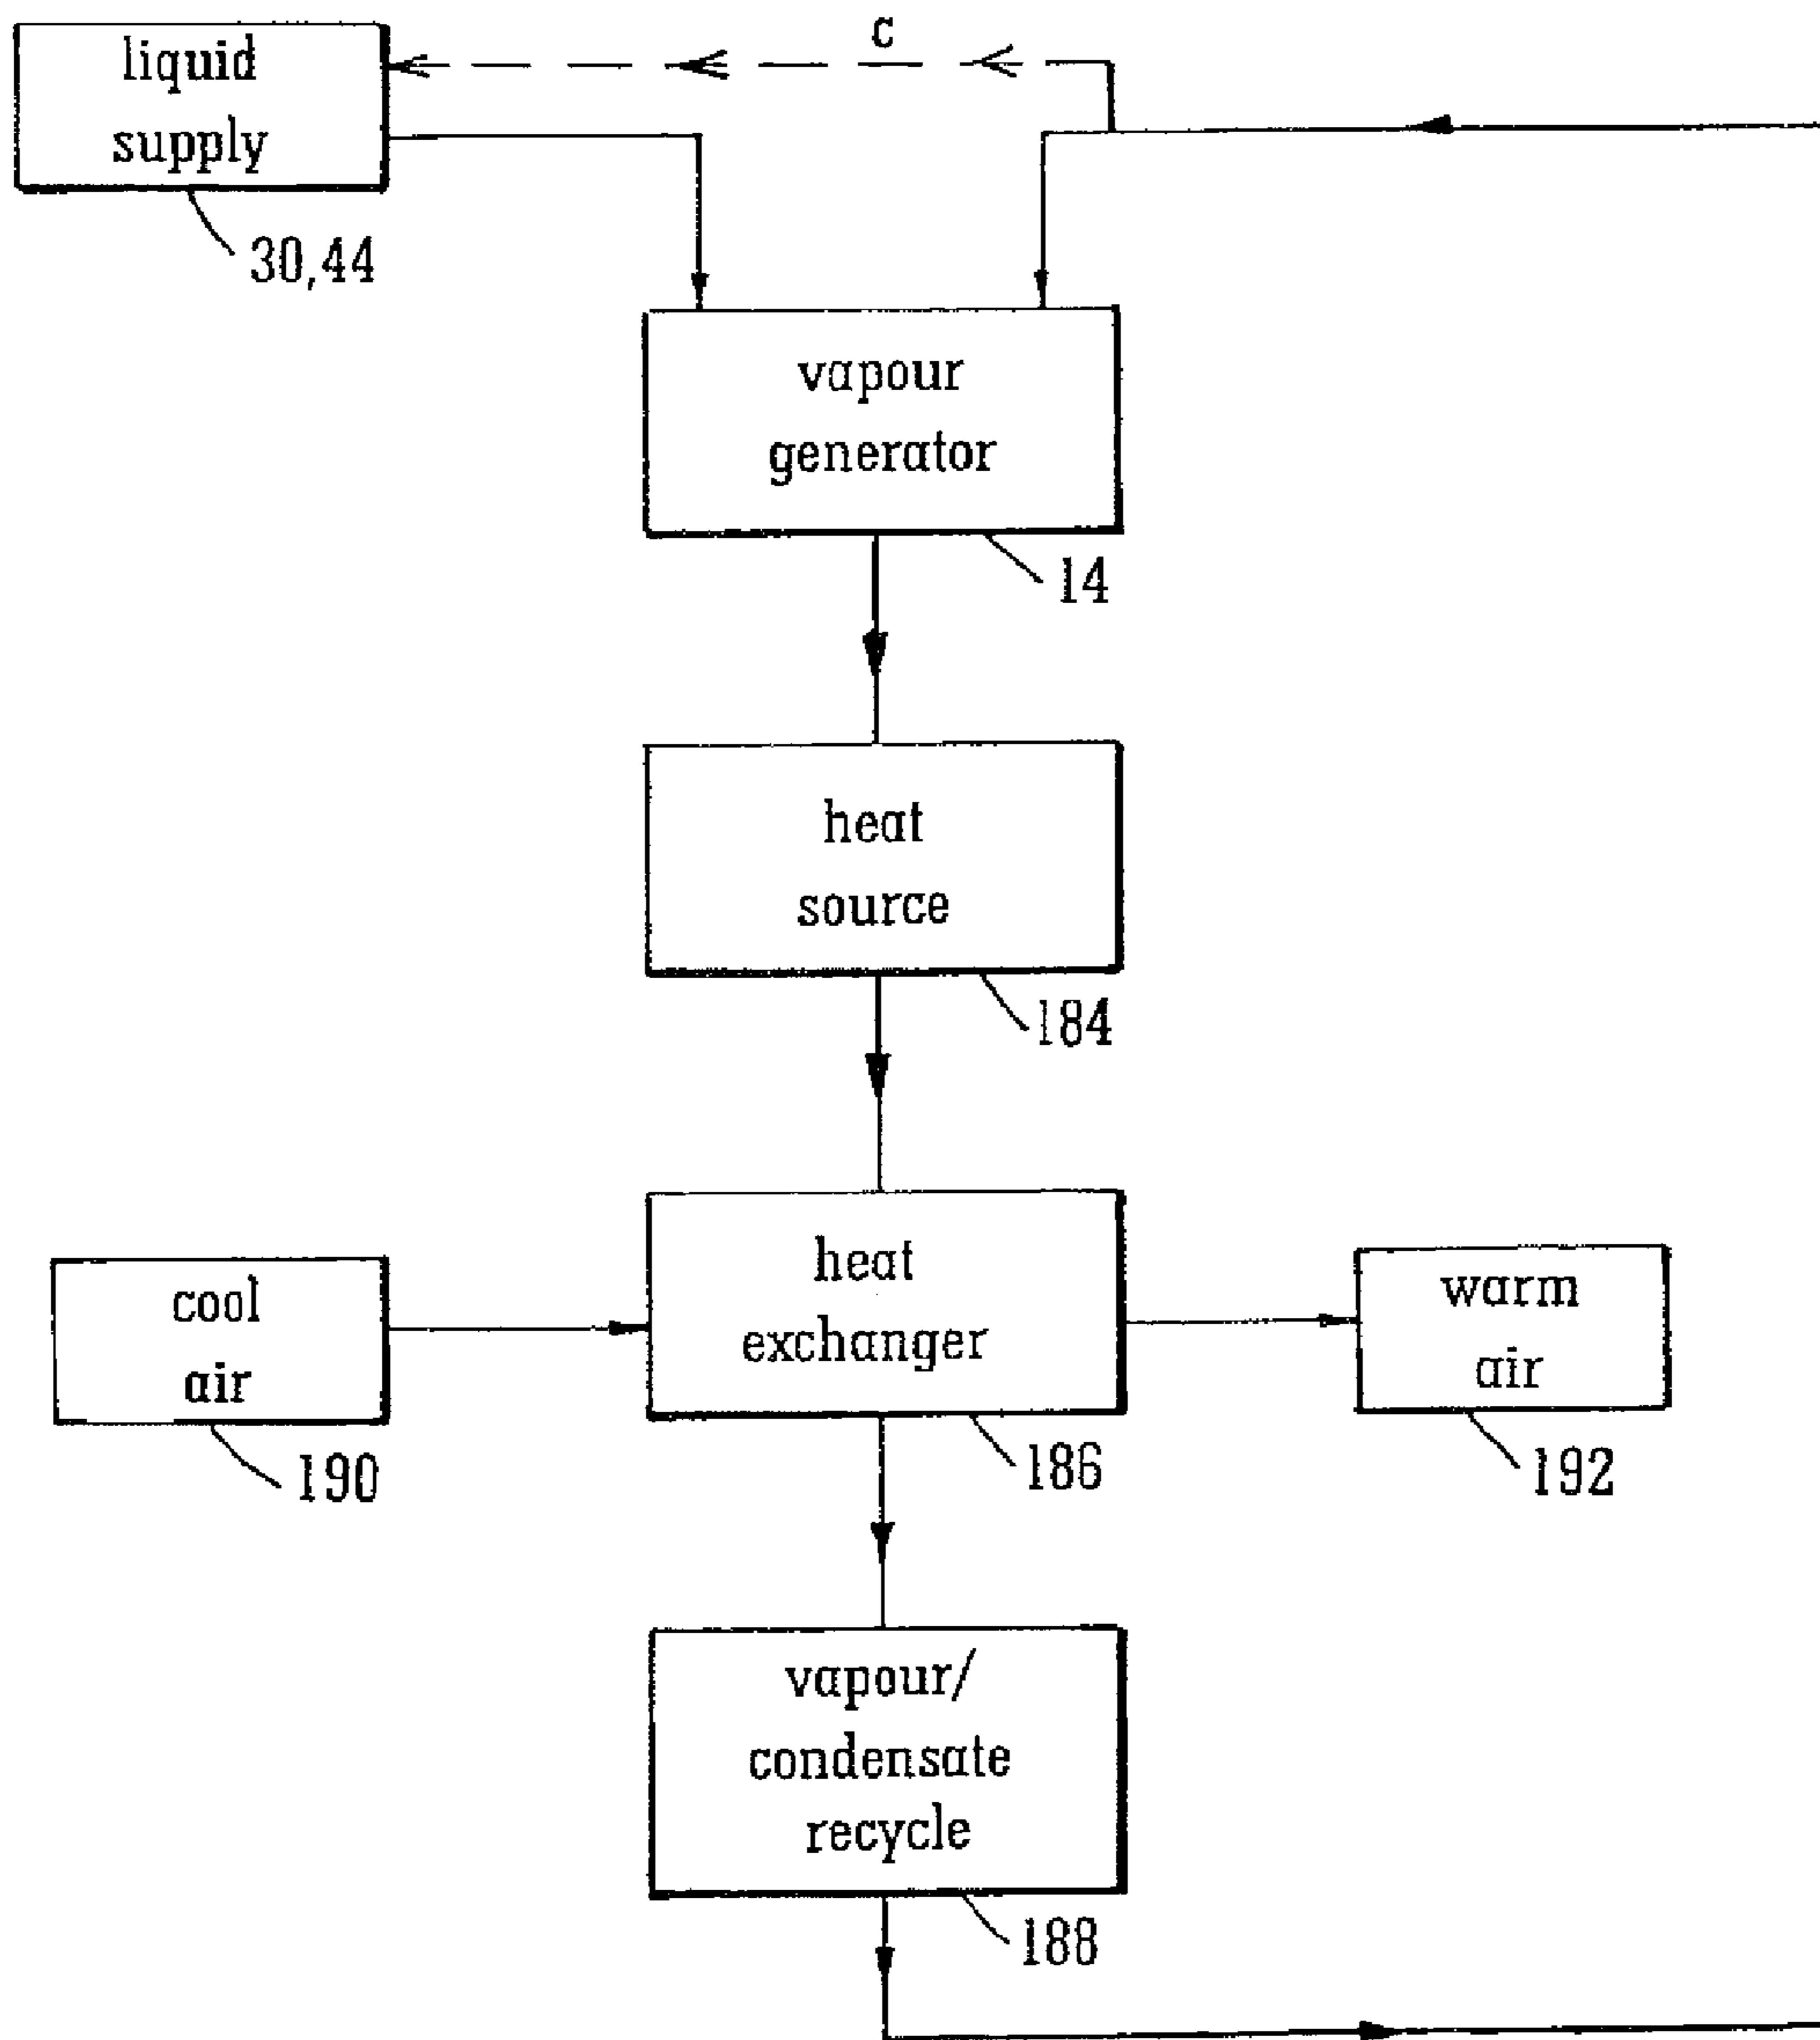 c
liquid
supply
30,44
vapour
generator
14
heat
source
184
heat
exchanger
186
cool
air
190
warm
air
192
vapour/
condensate
recycle
188